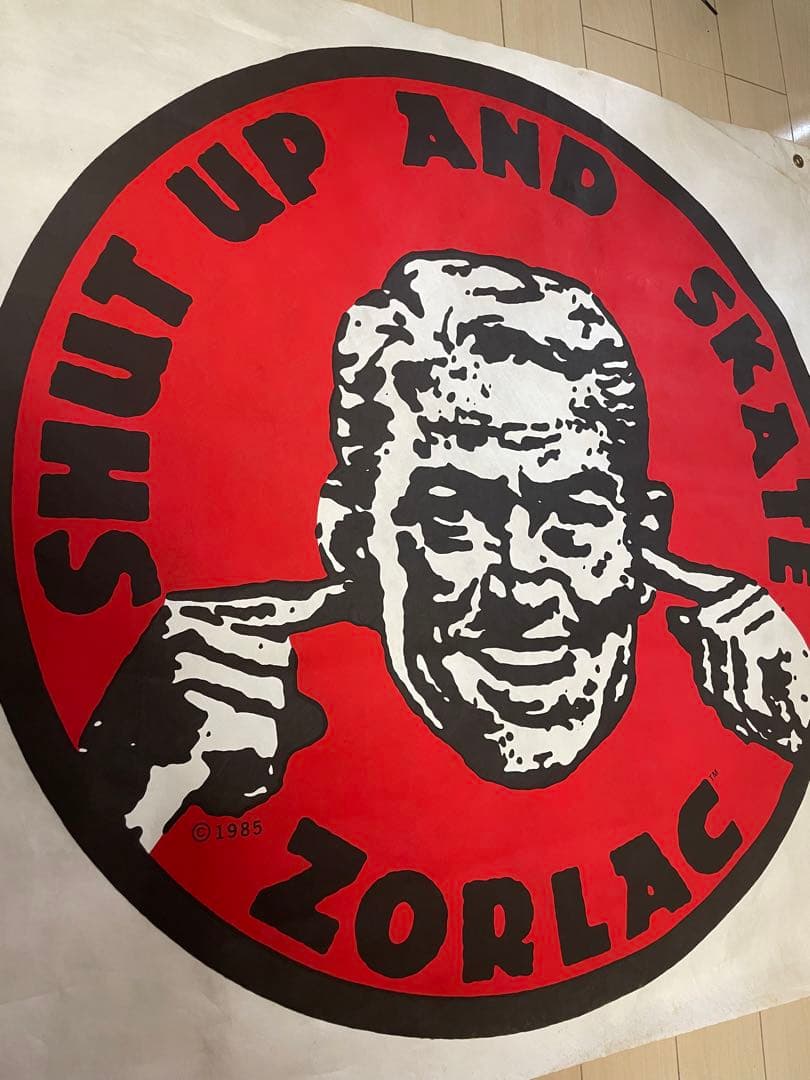 SHUT UP AND SKATE
©1985
ZORLAC™